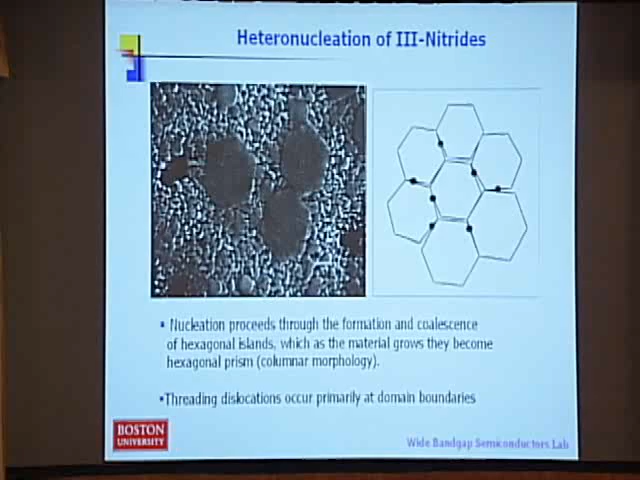 Heteronucleation of III-Nitrides
▪ Nucleation proceeds through the formation and coalescence
of hexagonal islands, which as the material grows they become
hexagonal prism (columnar morphology).
•Threading dislocations occur primarily at domain boundaries
BOSTON
UNIVERSITY
Wide Bandgap Semiconductors Lab